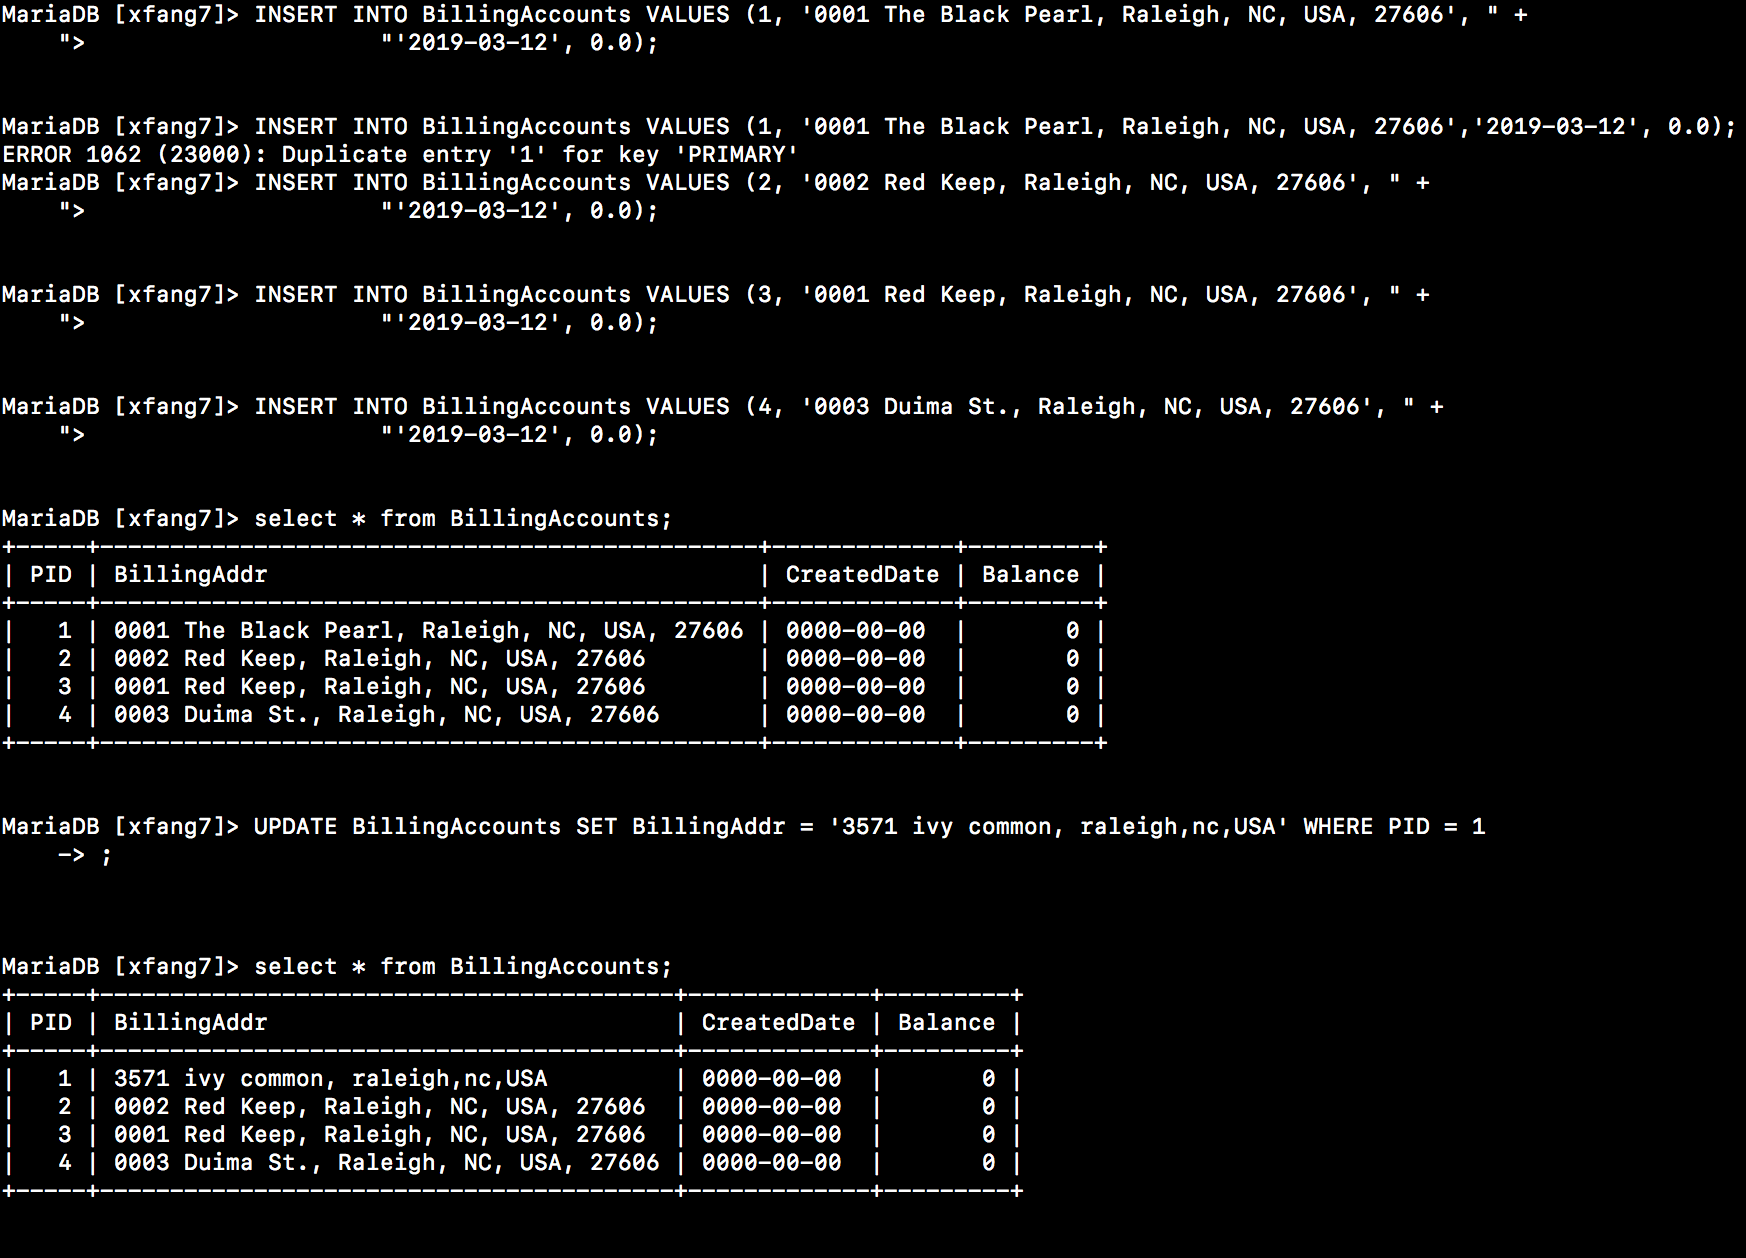 MariaDB [xfang7]> INSERT INTO BillingAccounts VALUES (1, '0001 The Black Pearl, Raleigh, NC, USA, 27606', " +
    ">                     "'2019-03-12', 0.0);
MariaDB [xfang7]> INSERT INTO BillingAccounts VALUES (1, '0001 The Black Pearl, Raleigh, NC, USA, 27606','2019-03-12', 0.0);
ERROR 1062 (23000): Duplicate entry '1' for key 'PRIMARY'
MariaDB [xfang7]> INSERT INTO BillingAccounts VALUES (2, '0002 Red Keep, Raleigh, NC, USA, 27606', " +
    ">                     "'2019-03-12', 0.0);
MariaDB [xfang7]> INSERT INTO BillingAccounts VALUES (3, '0001 Red Keep, Raleigh, NC, USA, 27606', " +
    ">                     "'2019-03-12', 0.0);
MariaDB [xfang7]> INSERT INTO BillingAccounts VALUES (4, '0003 Duima St., Raleigh, NC, USA, 27606', " +
    ">                     "'2019-03-12', 0.0);
MariaDB [xfang7]> select * from BillingAccounts;
+-----+-----------------------------------------------+-------------+---------+
| PID | BillingAddr                                   | CreatedDate | Balance |
+-----+-----------------------------------------------+-------------+---------+
|   1 | 0001 The Black Pearl, Raleigh, NC, USA, 27606 | 0000-00-00  |       0 |
|   2 | 0002 Red Keep, Raleigh, NC, USA, 27606        | 0000-00-00  |       0 |
|   3 | 0001 Red Keep, Raleigh, NC, USA, 27606        | 0000-00-00  |       0 |
|   4 | 0003 Duima St., Raleigh, NC, USA, 27606       | 0000-00-00  |       0 |
+-----+-----------------------------------------------+-------------+---------+
MariaDB [xfang7]> UPDATE BillingAccounts SET BillingAddr = '3571 ivy common, raleigh,nc,USA' WHERE PID = 1
    -> ;
MariaDB [xfang7]> select * from BillingAccounts;
+-----+-----------------------------------------+-------------+---------+
| PID | BillingAddr                             | CreatedDate | Balance |
+-----+-----------------------------------------+-------------+---------+
|   1 | 3571 ivy common, raleigh,nc,USA         | 0000-00-00  |       0 |
|   2 | 0002 Red Keep, Raleigh, NC, USA, 27606  | 0000-00-00  |       0 |
|   3 | 0001 Red Keep, Raleigh, NC, USA, 27606  | 0000-00-00  |       0 |
|   4 | 0003 Duima St., Raleigh, NC, USA, 27606 | 0000-00-00  |       0 |
+-----+-----------------------------------------+-------------+---------+